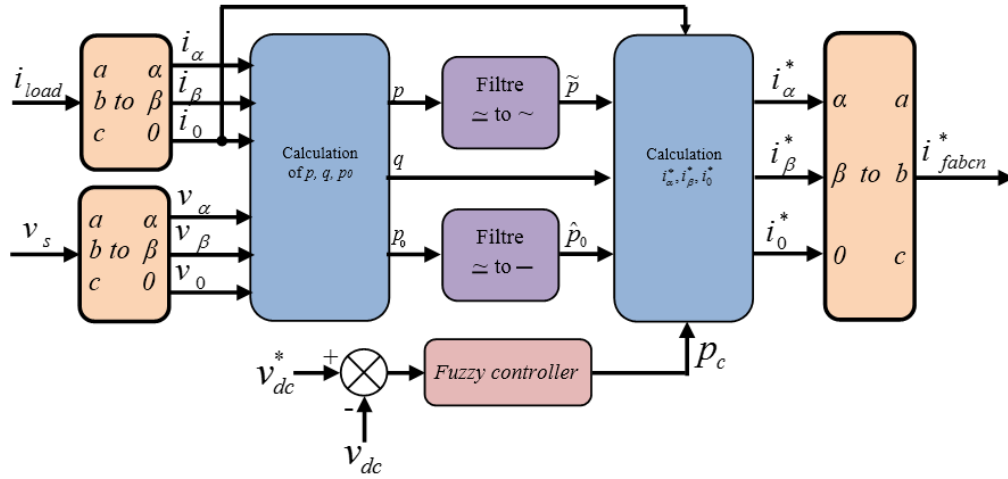 i_load
a α
b to β
c 0
i_α
i_β
i_0
v_s
a α
b to β
c 0
v_α
v_β
v_0
Calculation
of p, q, p0
p
q
p_0
Filtre
≃ to ~
p̃
Filtre
≃ to —
p̂_0
Calculation
i*_α, i*_β, i*_0
i*_α
i*_β
i*_0
α a
β to b
0 c
i*_fabcn
v*_dc
+
-
v_dc
Fuzzy controller
p_c